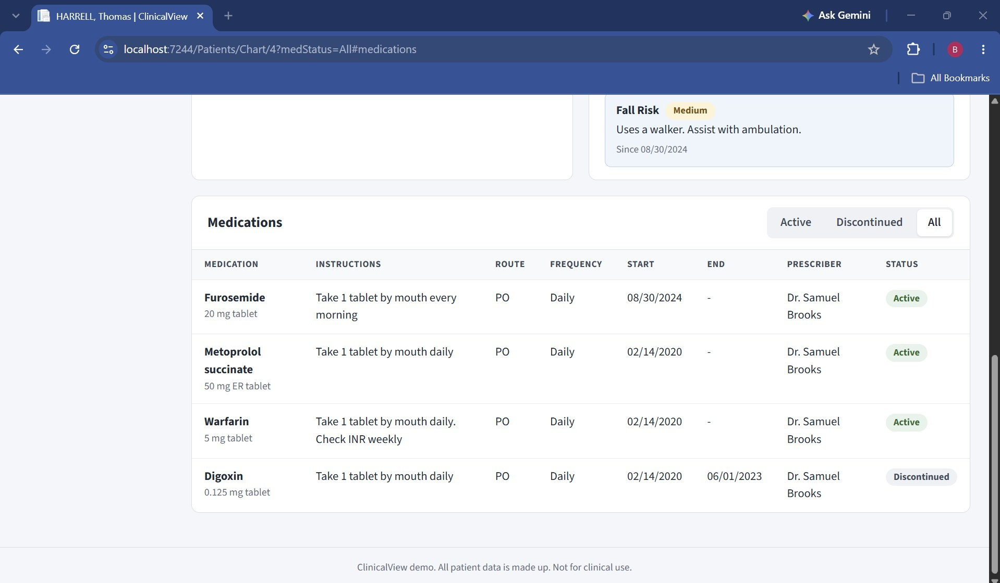 HARRELL, Thomas | ClinicalView
Ask Gemini
localhost:7244/Patients/Chart/4?medStatus=All#medications
B
All Bookmarks
Fall Risk Medium
Uses a walker. Assist with ambulation.
Since 08/30/2024
Medications
Active Discontinued All
MEDICATION INSTRUCTIONS ROUTE FREQUENCY START END PRESCRIBER STATUS
Furosemide Take 1 tablet by mouth every PO Daily 08/30/2024 - Dr. Samuel Active
20 mg tablet morning Brooks
Metoprolol Take 1 tablet by mouth daily PO Daily 02/14/2020 - Dr. Samuel Active
succinate Brooks
50 mg ER tablet
Warfarin Take 1 tablet by mouth daily. PO Daily 02/14/2020 - Dr. Samuel Active
5 mg tablet Check INR weekly Brooks
Digoxin Take 1 tablet by mouth daily PO Daily 02/14/2020 06/01/2023 Dr. Samuel Discontinued
0.125 mg tablet Brooks
ClinicalView demo. All patient data is made up. Not for clinical use.